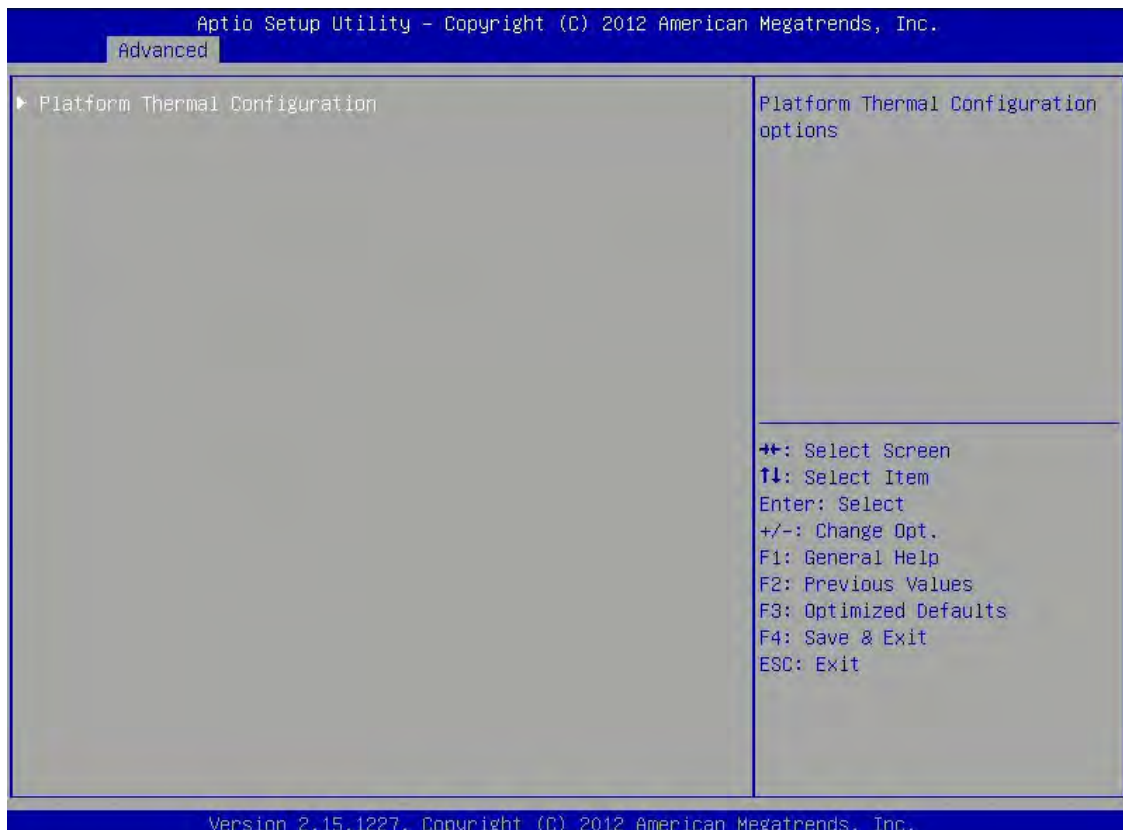 Aptio Setup Utility – Copyright (C) 2012 American Megatrends, Inc.
Advanced
▶ Platform Thermal Configuration
Platform Thermal Configuration
options
→←: Select Screen
↑↓: Select Item
Enter: Select
+/-: Change Opt.
F1: General Help
F2: Previous Values
F3: Optimized Defaults
F4: Save & Exit
ESC: Exit
Version 2.15.1227. Copyright (C) 2012 American Megatrends, Inc.